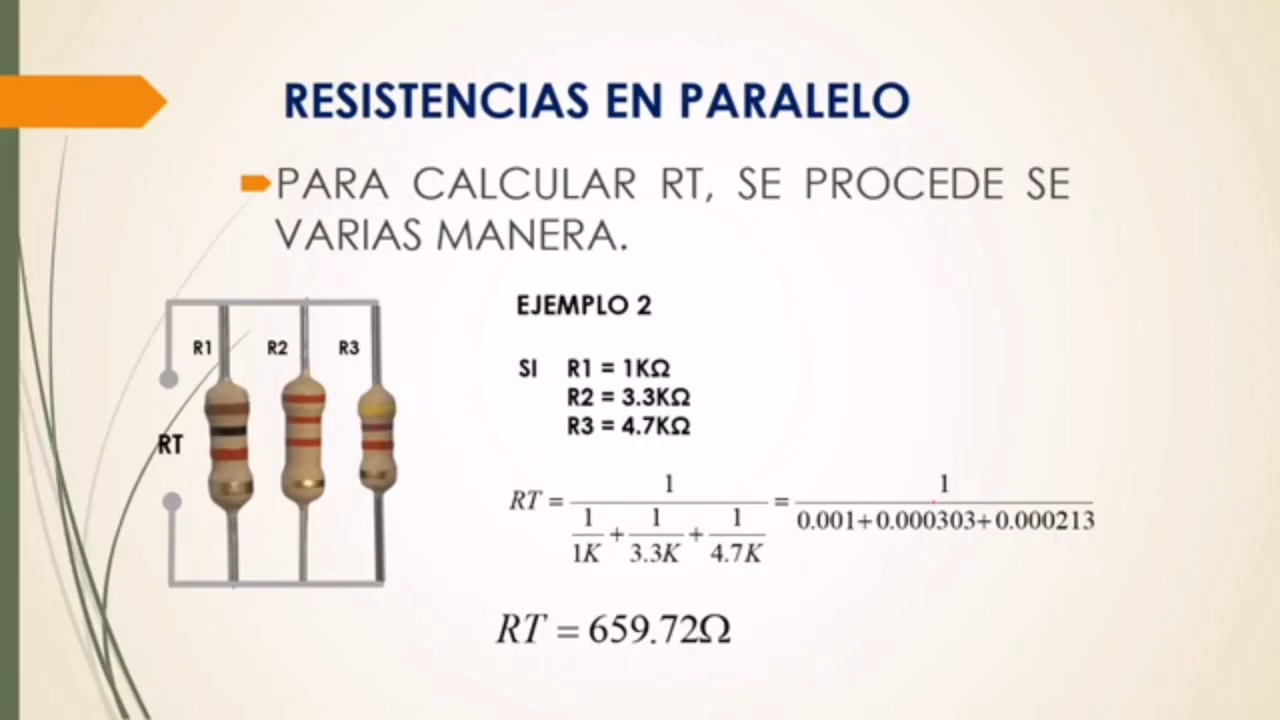 RESISTENCIAS EN PARALELO
PARA CALCULAR RT, SE PROCEDE SE
VARIAS MANERA.
EJEMPLO 2
R1 R2 R3
RT
SI R1 = 1KΩ
R2 = 3.3KΩ
R3 = 4.7KΩ
RT = 1 / (1/1K + 1/3.3K + 1/4.7K) = 1 / (0.001+0.000303+0.000213)
RT = 659.72Ω